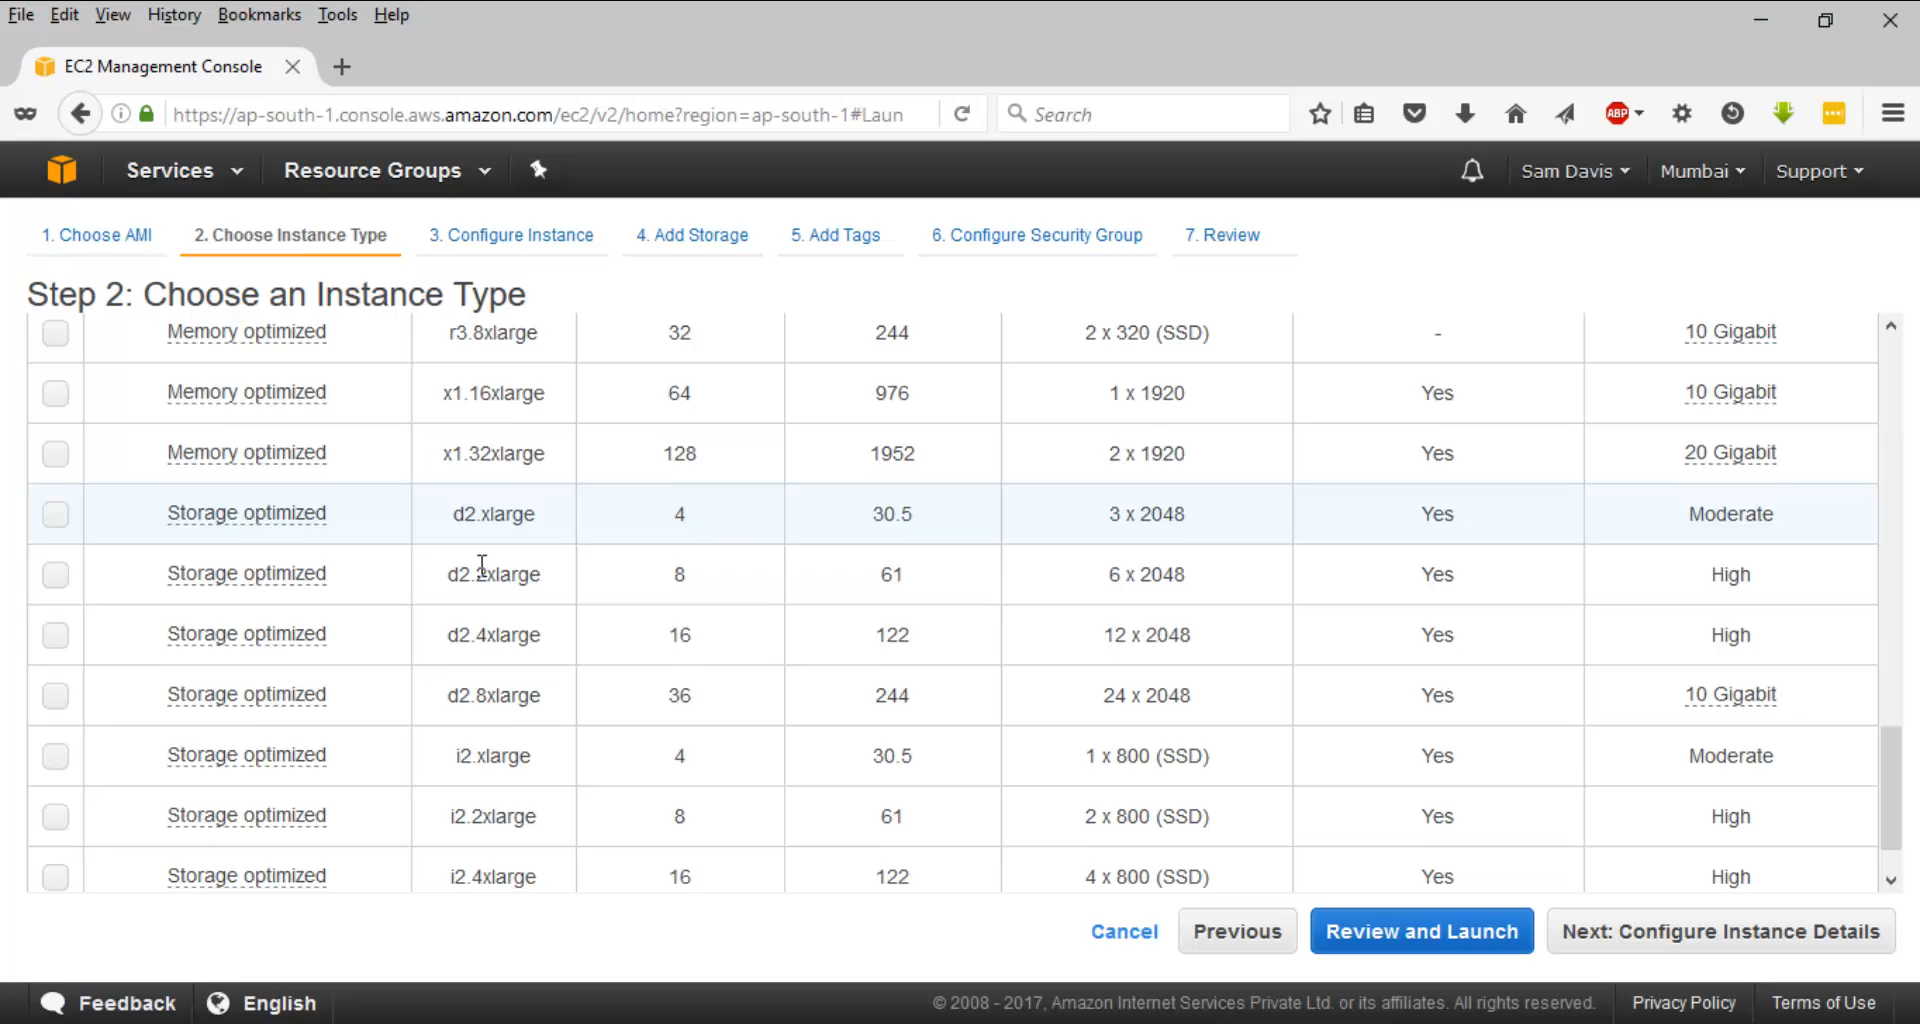 File Edit View History Bookmarks Tools Help
EC2 Management Console
https://ap-south-1.console.aws.amazon.com/ec2/v2/home?region=ap-south-1#Laun
Search
ABP
Services Resource Groups Sam Davis Mumbai Support
1. Choose AMI 2. Choose Instance Type 3. Configure Instance 4. Add Storage 5. Add Tags 6. Configure Security Group 7. Review
Step 2: Choose an Instance Type
Memory optimized r3.8xlarge 32 244 2 x 320 (SSD) - 10 Gigabit
Memory optimized x1.16xlarge 64 976 1 x 1920 Yes 10 Gigabit
Memory optimized x1.32xlarge 128 1952 2 x 1920 Yes 20 Gigabit
Storage optimized d2.xlarge 4 30.5 3 x 2048 Yes Moderate
Storage optimized d2.2xlarge 8 61 6 x 2048 Yes High
Storage optimized d2.4xlarge 16 122 12 x 2048 Yes High
Storage optimized d2.8xlarge 36 244 24 x 2048 Yes 10 Gigabit
Storage optimized i2.xlarge 4 30.5 1 x 800 (SSD) Yes Moderate
Storage optimized i2.2xlarge 8 61 2 x 800 (SSD) Yes High
Storage optimized i2.4xlarge 16 122 4 x 800 (SSD) Yes High
Cancel Previous Review and Launch Next: Configure Instance Details
Feedback English © 2008 - 2017, Amazon Internet Services Private Ltd. or its affiliates. All rights reserved. Privacy Policy Terms of Use